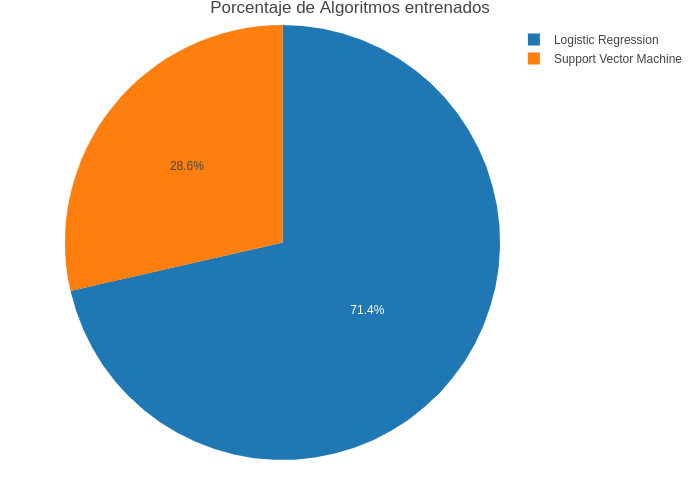 Porcentaje de Algoritmos entrenados
Logistic Regression
Support Vector Machine
28.6%
71.4%